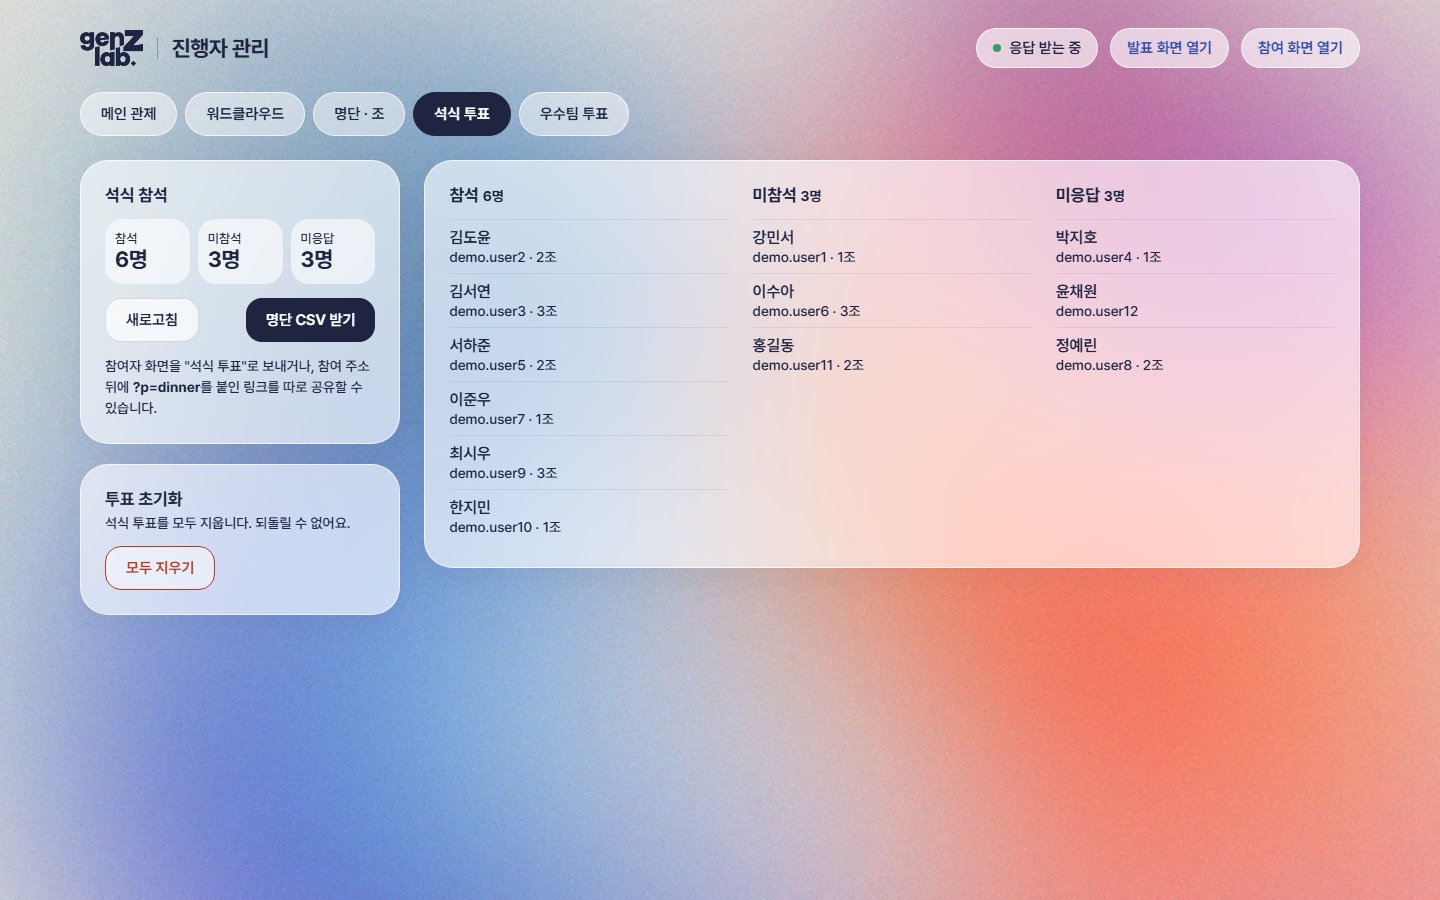 genZ lab.
진행자 관리
응답 받는 중
발표 화면 열기
참여 화면 열기
메인 관제
워드클라우드
명단 · 조
석식 투표
우수팀 투표
석식 참석
참석
6명
미참석
3명
미응답
3명
새로고침
명단 CSV 받기
참여자 화면을 "석식 투표"로 보내거나, 참여 주소
뒤에 ?p=dinner를 붙인 링크를 따로 공유할 수
있습니다.
투표 초기화
석식 투표를 모두 지웁니다. 되돌릴 수 없어요.
모두 지우기
참석 6명
김도윤
demo.user2 · 2조
김서연
demo.user3 · 3조
서하준
demo.user5 · 2조
이준우
demo.user7 · 1조
최시우
demo.user9 · 3조
한지민
demo.user10 · 1조
미참석 3명
강민서
demo.user1 · 1조
이수아
demo.user6 · 3조
홍길동
demo.user11 · 2조
미응답 3명
박지호
demo.user4 · 1조
윤채원
demo.user12
정예린
demo.user8 · 2조